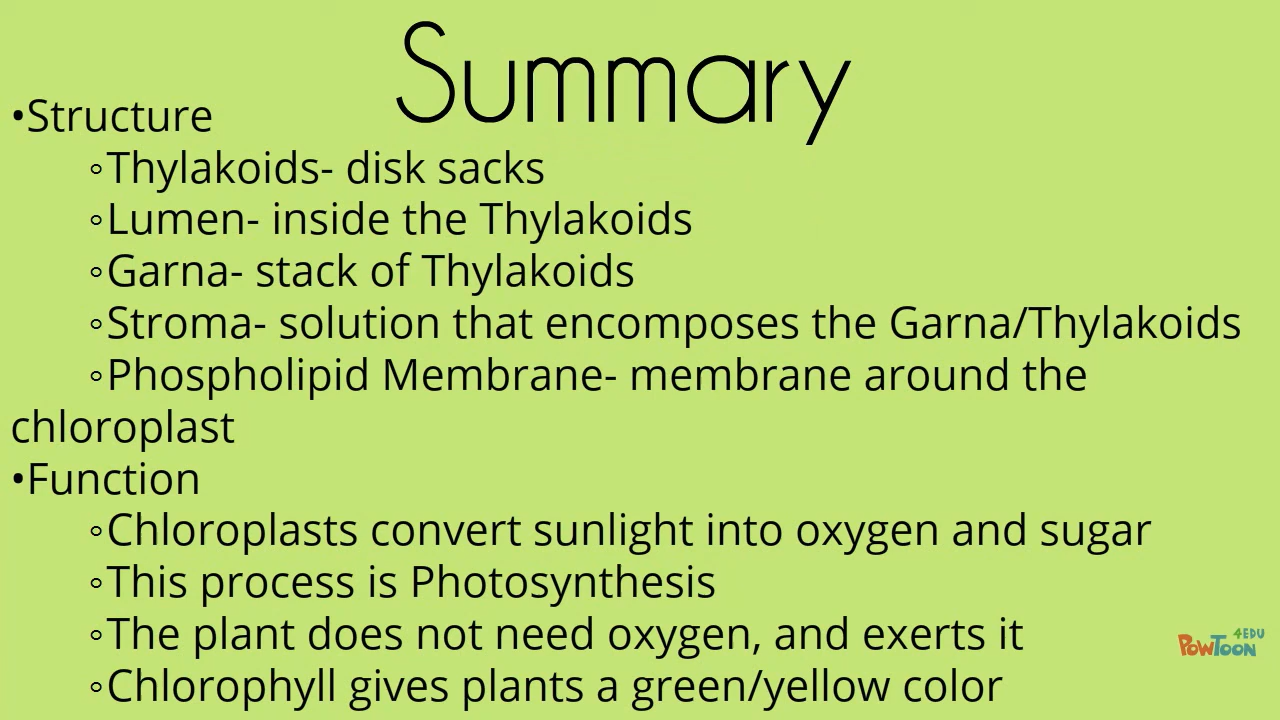 Summary
•Structure
◦Thylakoids- disk sacks
◦Lumen- inside the Thylakoids
◦Garna- stack of Thylakoids
◦Stroma- solution that encomposes the Garna/Thylakoids
◦Phospholipid Membrane- membrane around the
chloroplast
•Function
◦Chloroplasts convert sunlight into oxygen and sugar
◦This process is Photosynthesis
◦The plant does not need oxygen, and exerts it
◦Chlorophyll gives plants a green/yellow color
4EDU
PowToon